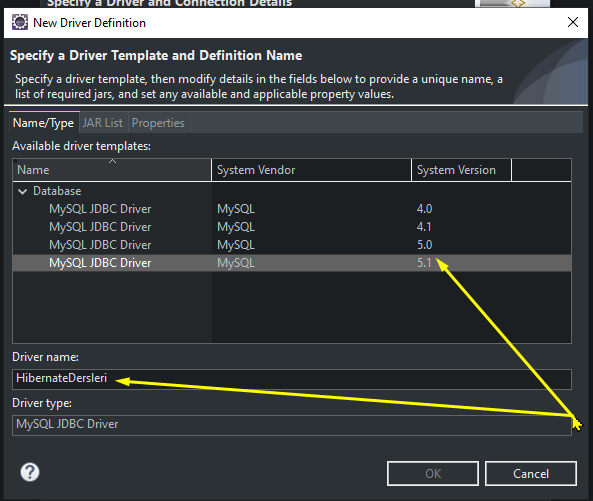 Specify a Driver and Connection Details
New Driver Definition
Specify a Driver Template and Definition Name
Specify a driver template, then modify details in the fields below to provide a unique name, a
list of required jars, and set any available and applicable property values.
Name/Type JAR List Properties
Available driver templates:
Name System Vendor System Version
Database
MySQL JDBC Driver MySQL 4.0
MySQL JDBC Driver MySQL 4.1
MySQL JDBC Driver MySQL 5.0
MySQL JDBC Driver MySQL 5.1
Driver name:
HibernateDersleri
Driver type:
MySQL JDBC Driver
? OK Cancel